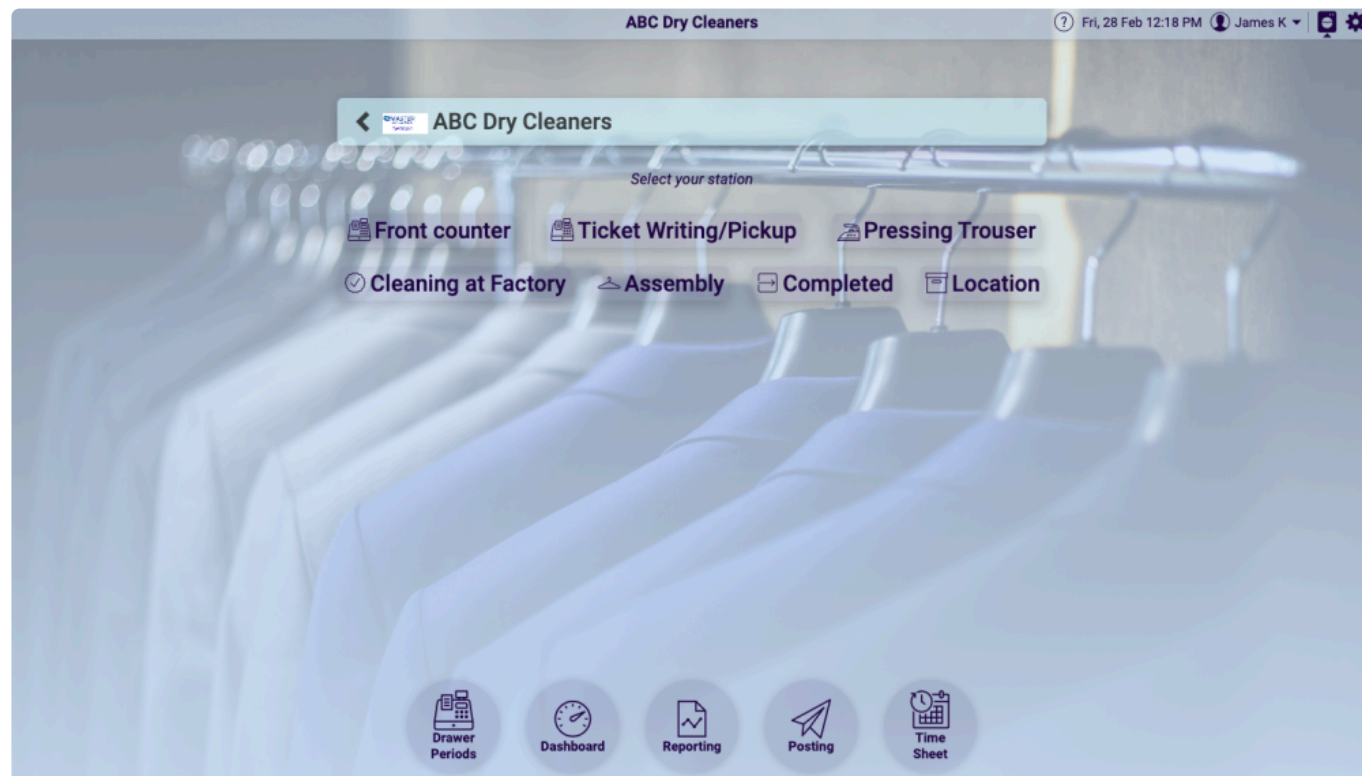 ABC Dry Cleaners
? Fri, 28 Feb 12:18 PM James K
ABC Dry Cleaners
Select your station
Front counter Ticket Writing/Pickup Pressing Trouser
Cleaning at Factory Assembly Completed Location
Drawer Periods
Dashboard
Reporting
Posting
Time Sheet